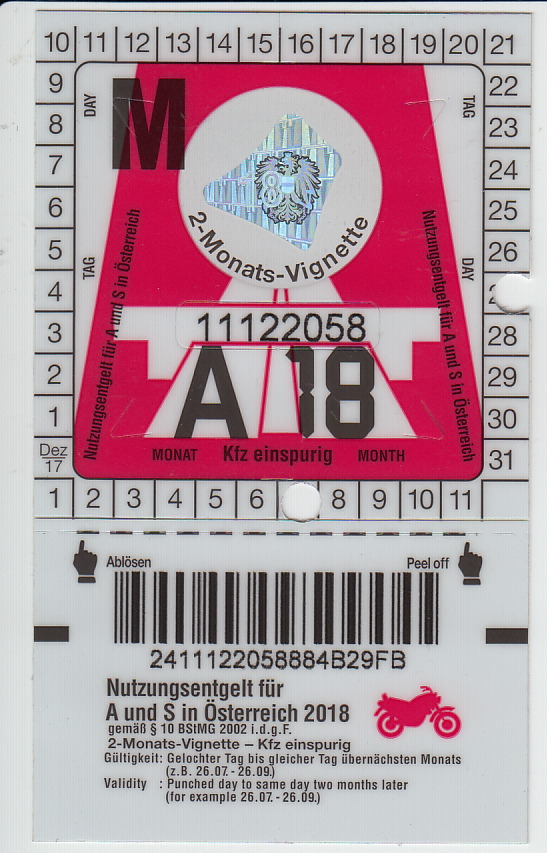 10 11 12 13 14 15 16 17 18 19 20 21
9 22
8 23
7 24
6 25
5 26
4
3 28
2 29
1 30
Dez 31
17
1 2 3 4 5 6 8 9 10 11
DAY
TAG
M
TAG
DAY
Nutzungsentgelt für A und S in Österreich
Nutzungsentgelt für A und S in Österreich
2-Monats-Vignette
11122058
A 18
MONAT Kfz einspurig MONTH
Ablösen Peel off
2411122058884B29FB
Nutzungsentgelt für
A und S in Österreich 2018
gemäß § 10 BStMG 2002 i.d.g.F.
2-Monats-Vignette – Kfz einspurig
Gültigkeit: Gelochter Tag bis gleicher Tag übernächsten Monats
(z.B. 26.07. - 26.09.)
Validity : Punched day to same day two months later
(for example 26.07. - 26.09.)